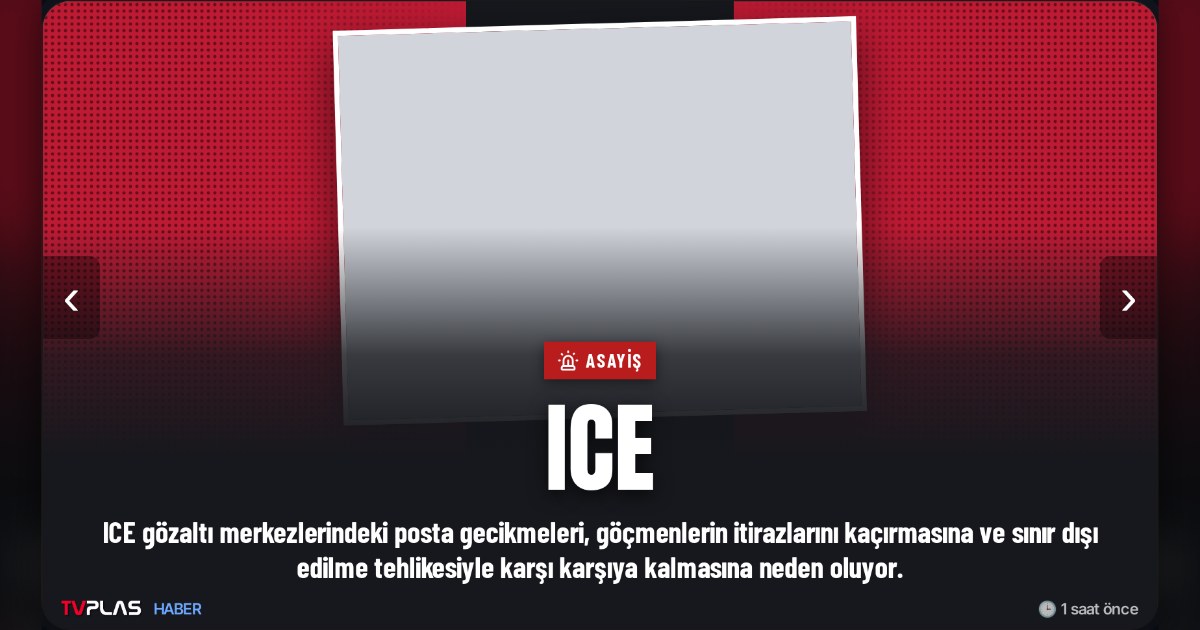 ASAYİŞ
ICE
ICE gözaltı merkezlerindeki posta gecikmeleri, göçmenlerin itirazlarını kaçırmasına ve sınır dışı
edilme tehlikesiyle karşı karşıya kalmasına neden oluyor.
TVPLAS HABER
1 saat önce